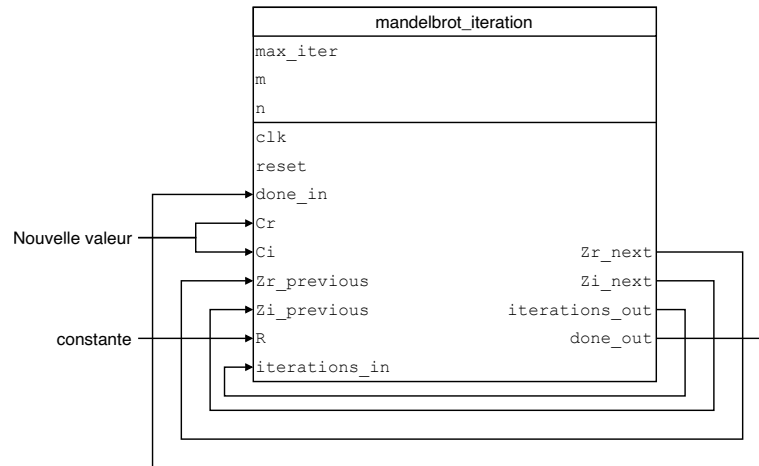 mandelbrot_iteration
max_iter
m
n
clk
reset
done_in
Cr
Nouvelle valeur
Ci
Zr_next
Zr_previous
Zi_next
Zi_previous
iterations_out
constante
R
done_out
iterations_in